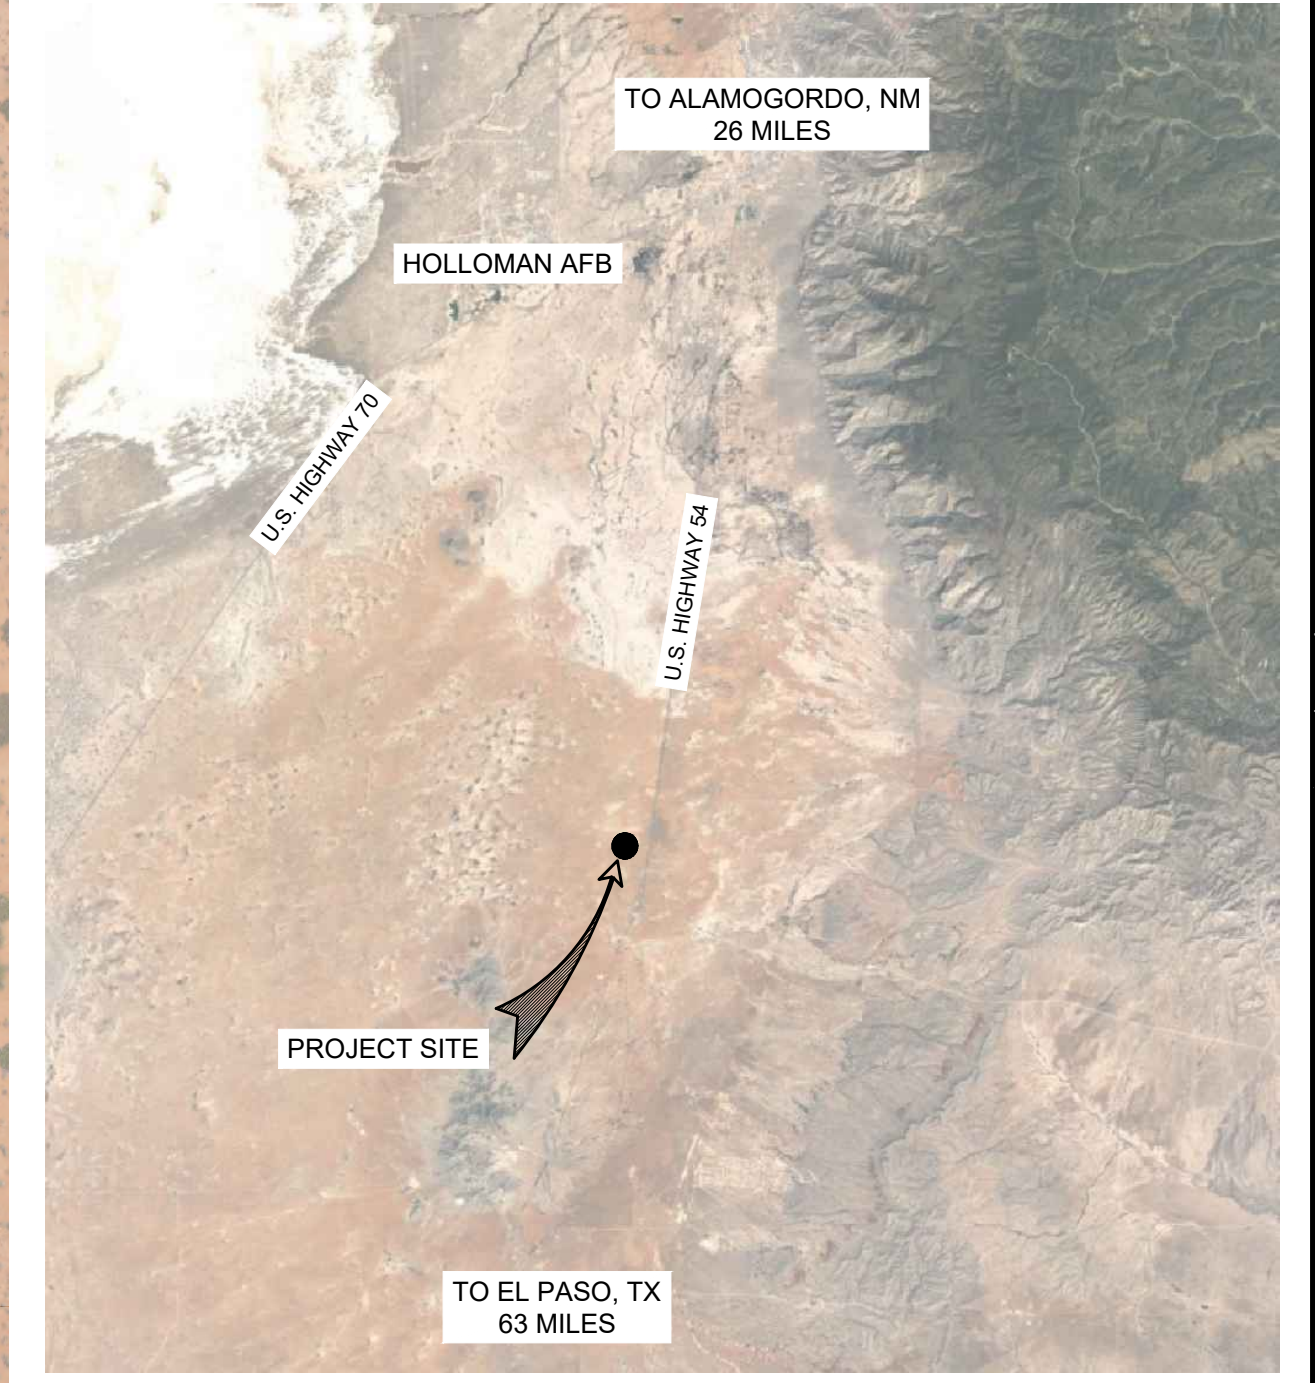 TO ALAMOGORDO, NM
26 MILES
HOLLOMAN AFB
U.S. HIGHWAY 70
U.S. HIGHWAY 54
PROJECT SITE
TO EL PASO, TX
63 MILES